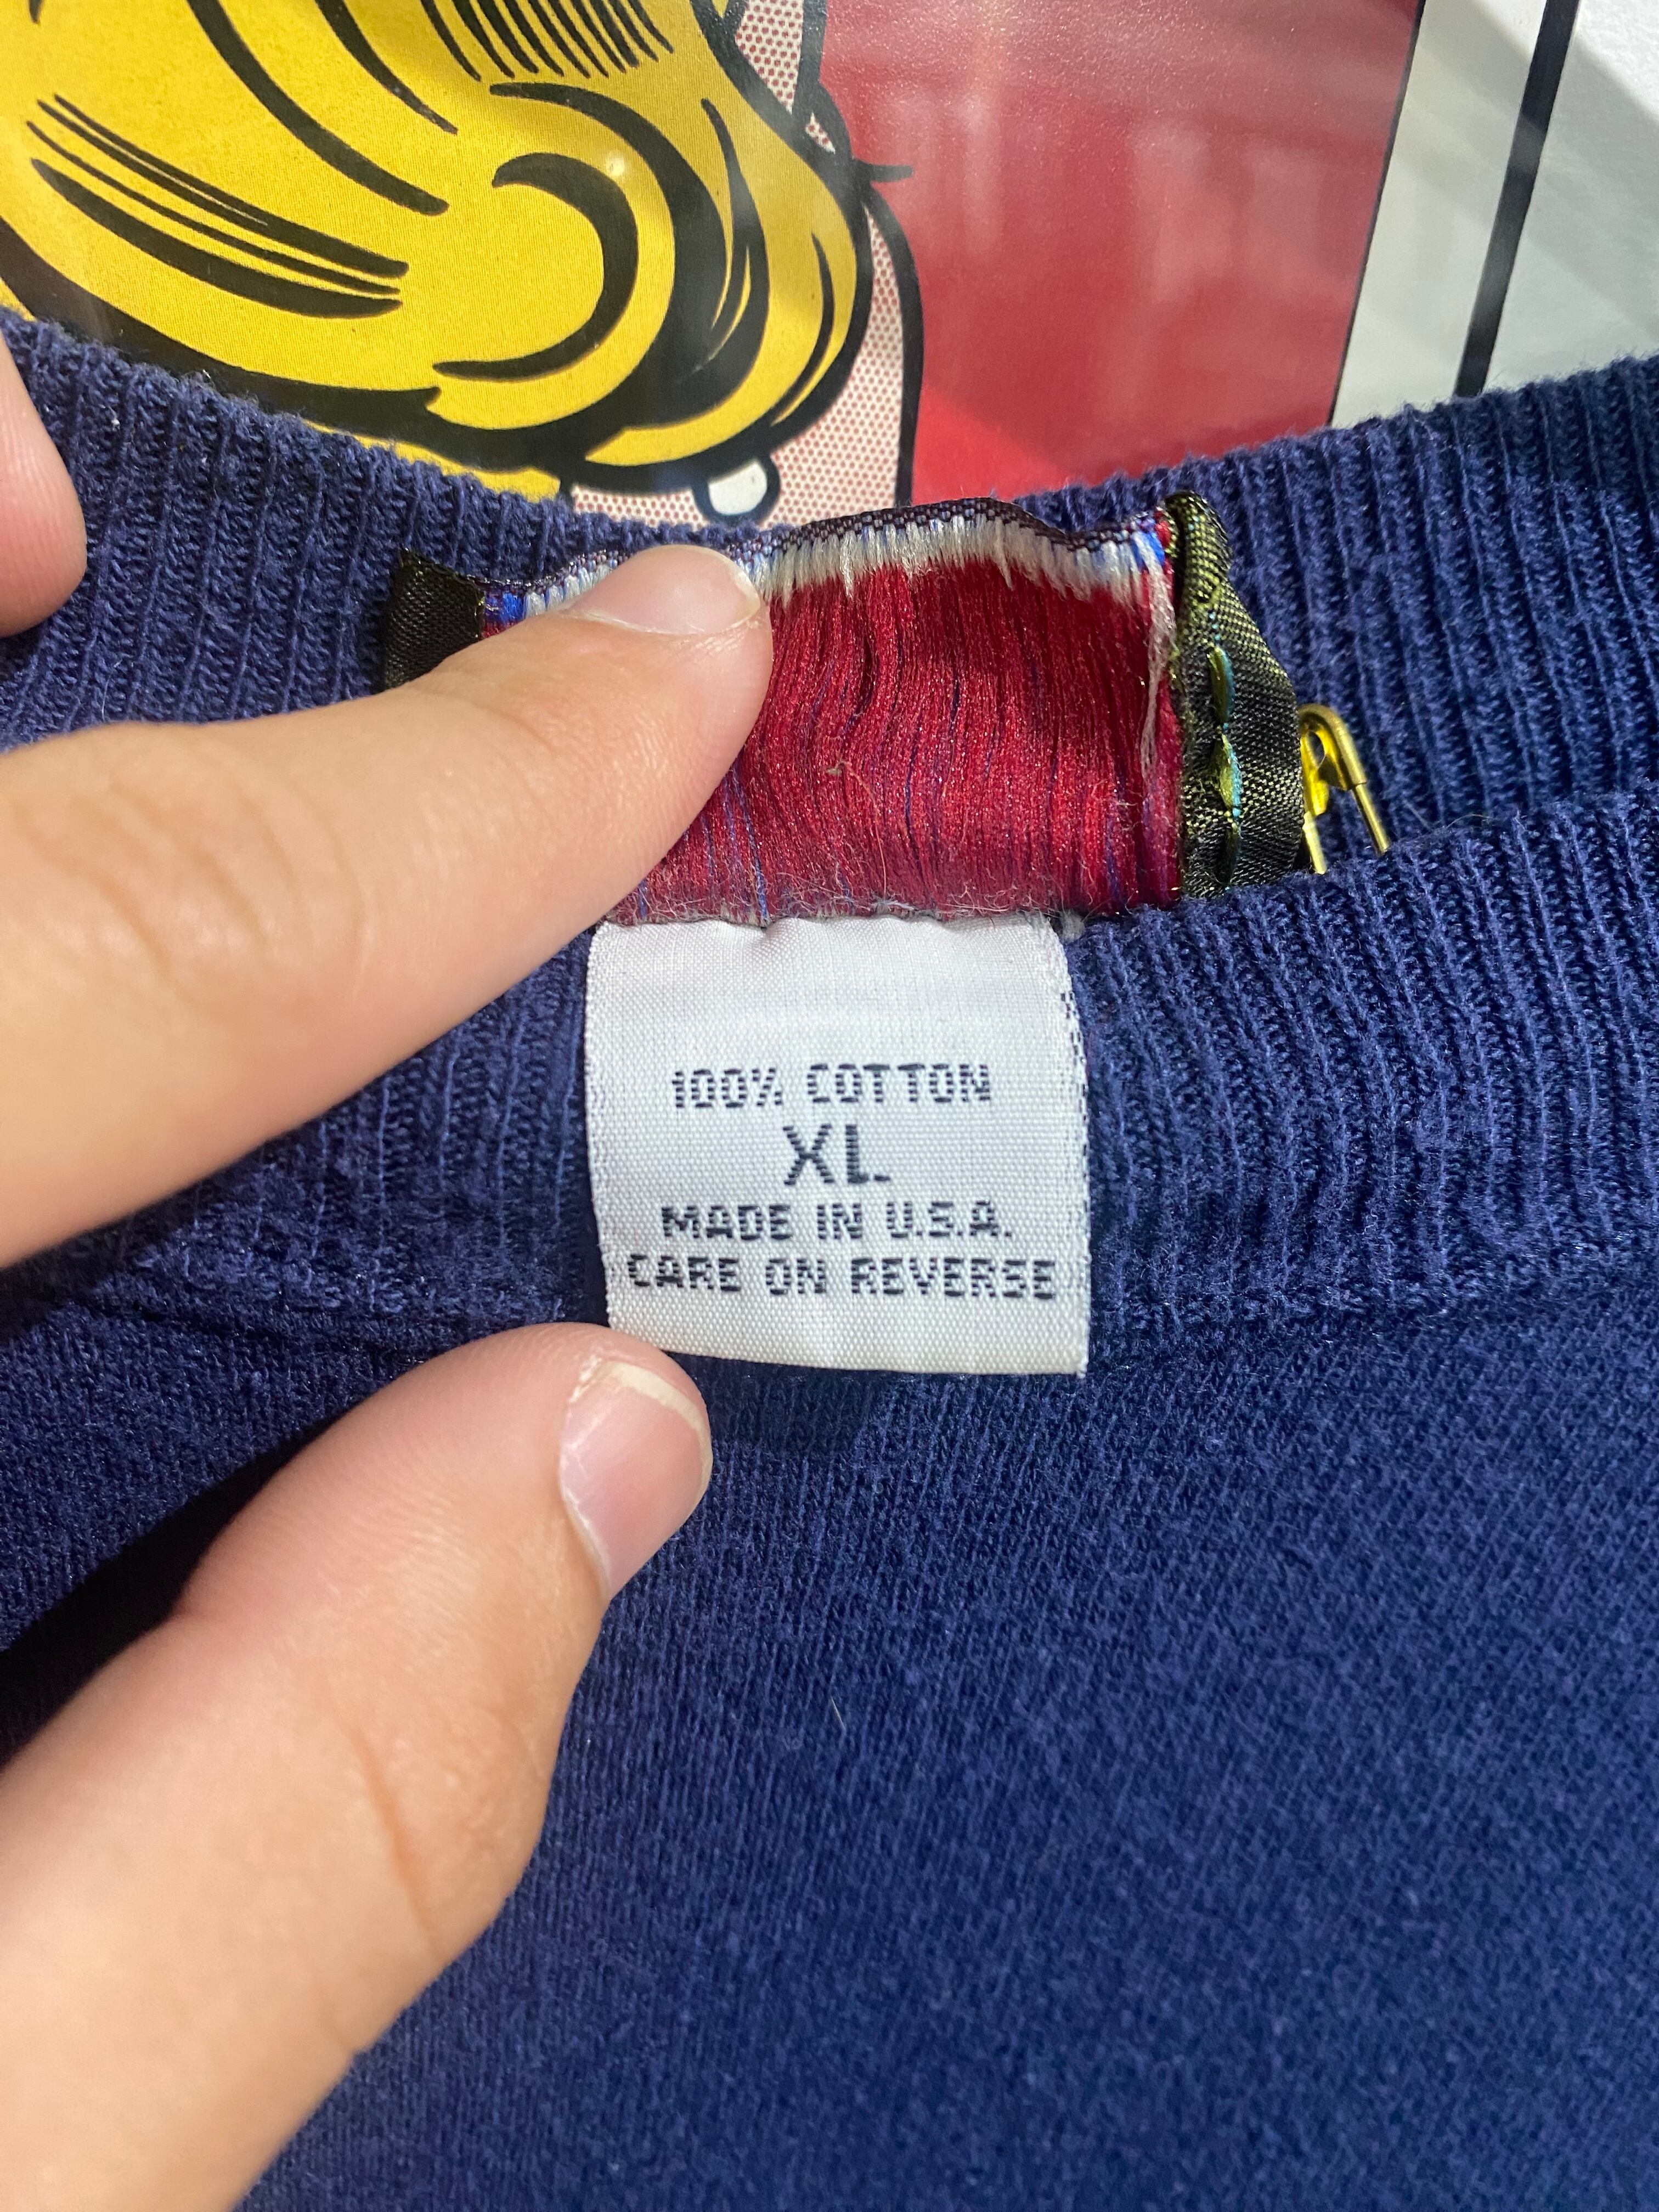 100% COTTON
XL
MADE IN U.S.A.
CARE ON REVERSE